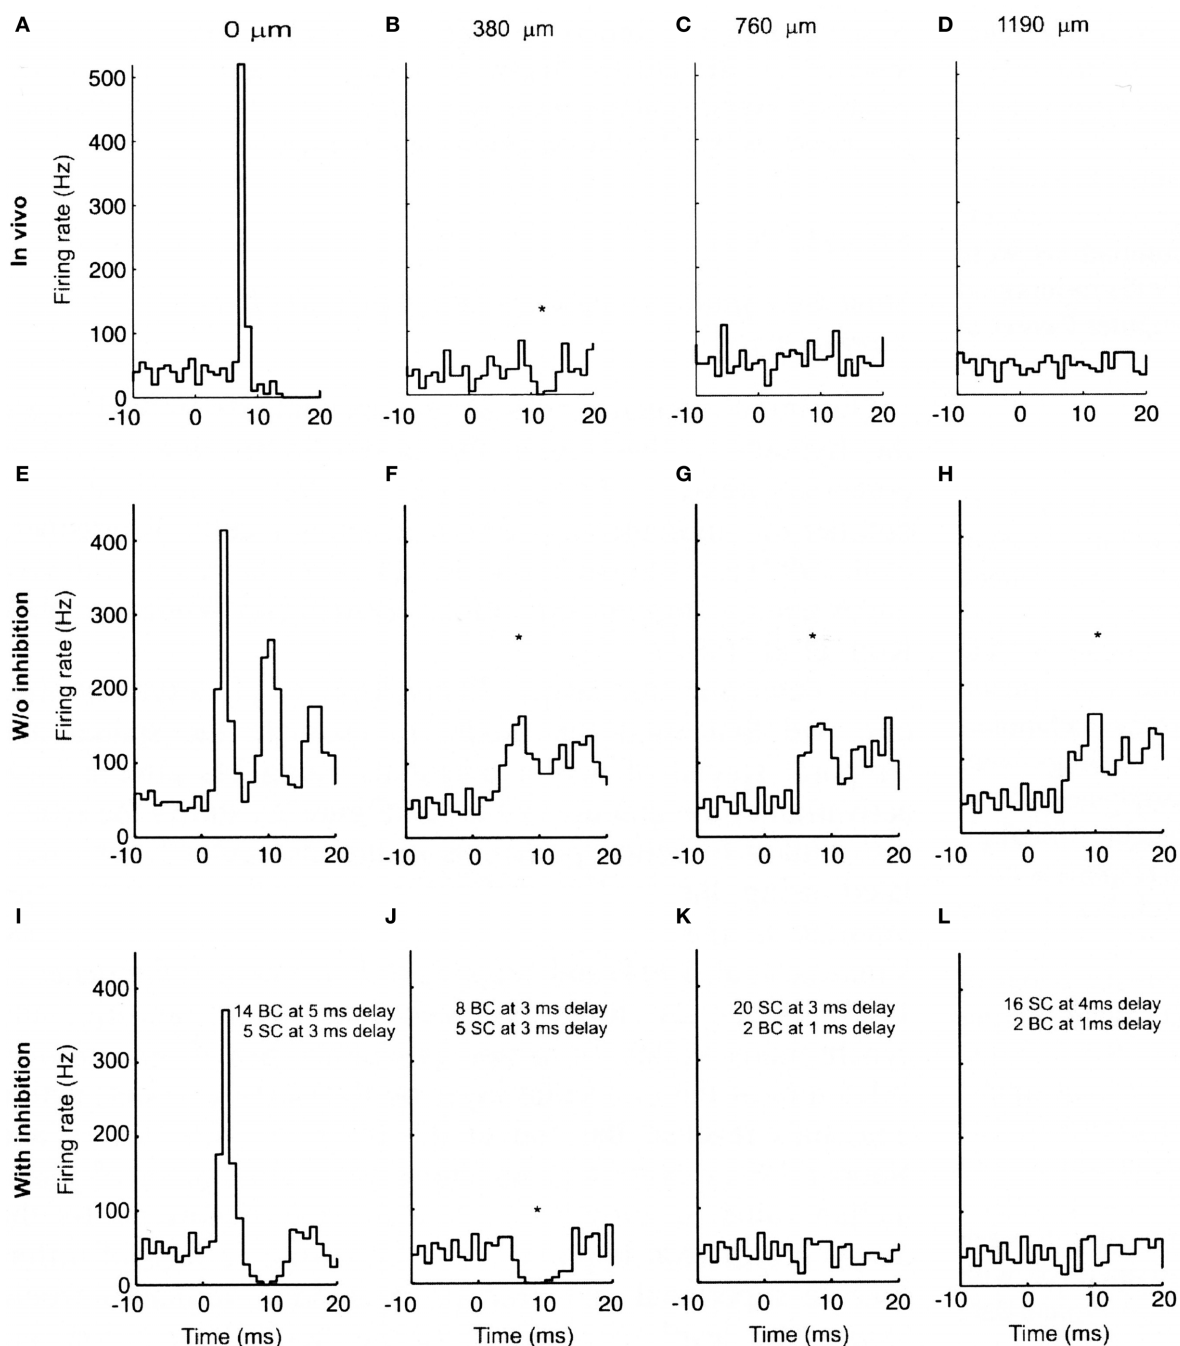 A 0 μm B 380 μm C 760 μm D 1190 μm
In vivo
Firing rate (Hz)
500
400
300
200
100
0
-10 0 10 20 -10 0 10 20 -10 0 10 20 -10 0 10 20
*
E F G H
W/o inhibition
Firing rate (Hz)
400
300
200
100
0
* * *
-10 0 10 20 -10 0 10 20 -10 0 10 20 -10 0 10 20
I J K L
With inhibition
Firing rate (Hz)
400
300
200
100
0
14 BC at 5 ms delay
5 SC at 3 ms delay
8 BC at 3 ms delay
5 SC at 3 ms delay
20 SC at 3 ms delay
2 BC at 1 ms delay
16 SC at 4ms delay
2 BC at 1ms delay
*
-10 0 10 20 -10 0 10 20 -10 0 10 20 -10 0 10 20
Time (ms) Time (ms) Time (ms) Time (ms)